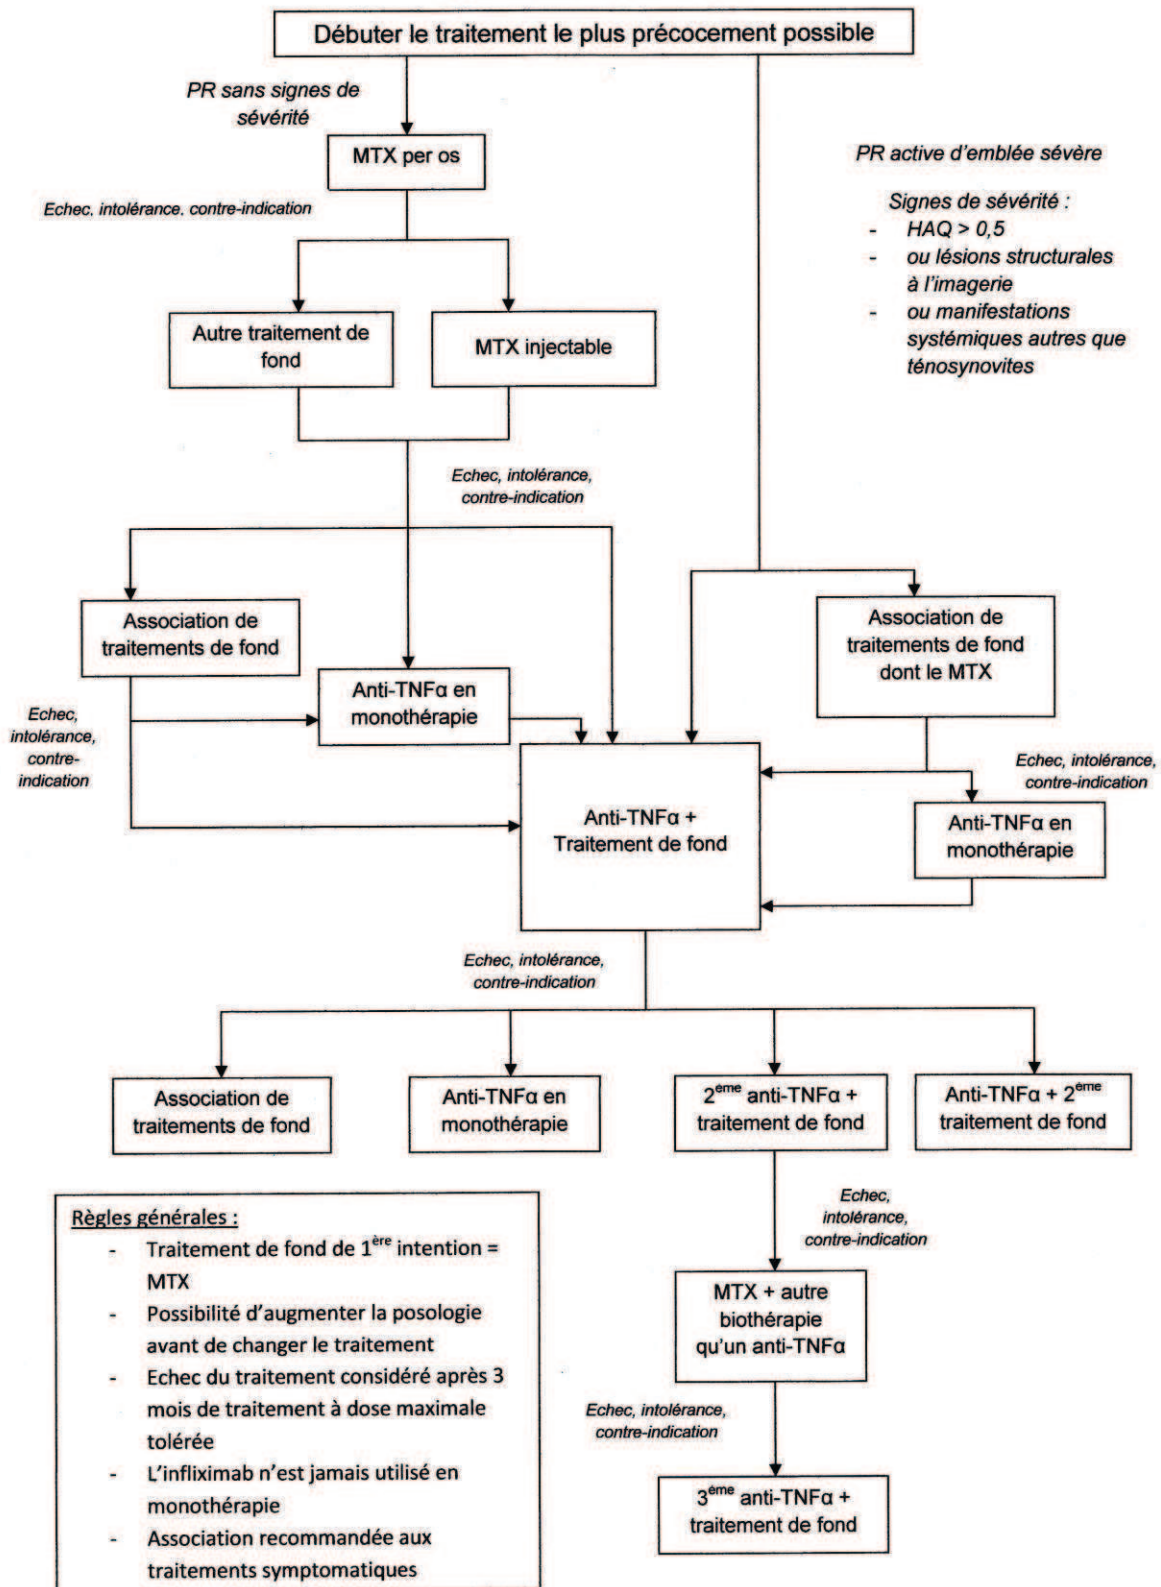 Débuter le traitement le plus précocement possible
PR sans signes de
sévérité
MTX per os
PR active d'emblée sévère
Signes de sévérité :
- HAQ > 0,5
- ou lésions structurales
à l'imagerie
- ou manifestations
systémiques autres que
ténosynovites
Echec, intolérance, contre-indication
Autre traitement de
fond
MTX injectable
Echec, intolérance,
contre-indication
Association de
traitements de fond
Anti-TNFα en
monothérapie
Association de
traitements de fond
dont le MTX
Echec,
intolérance,
contre-
indication
Anti-TNFα +
Traitement de fond
Echec, intolérance,
contre-indication
Anti-TNFα en
monothérapie
Echec, intolérance,
contre-indication
Association de
traitements de fond
Anti-TNFα en
monothérapie
2ème anti-TNFα +
traitement de fond
Anti-TNFα + 2ème
traitement de fond
Echec,
intolérance,
contre-indication
MTX + autre
biothérapie
qu'un anti-TNFα
Echec, intolérance,
contre-indication
3ème anti-TNFα +
traitement de fond
Règles générales :
- Traitement de fond de 1ère intention =
MTX
- Possibilité d'augmenter la posologie
avant de changer le traitement
- Echec du traitement considéré après 3
mois de traitement à dose maximale
tolérée
- L'infliximab n'est jamais utilisé en
monothérapie
- Association recommandée aux
traitements symptomatiques